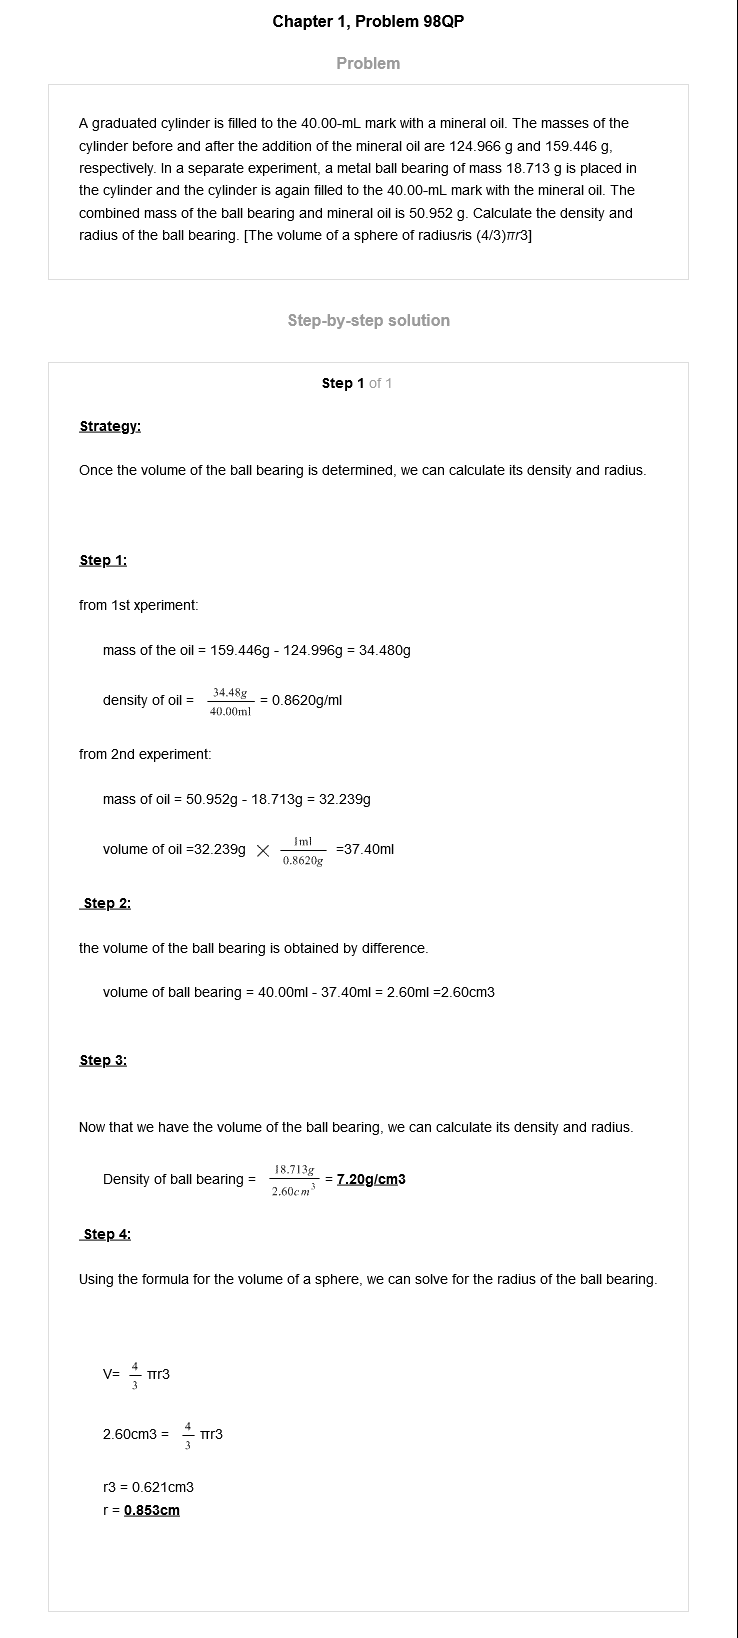 Chapter 1, Problem 98QP
Problem
A graduated cylinder is filled to the 40.00-mL mark with a mineral oil. The masses of the
cylinder before and after the addition of the mineral oil are 124.966 g and 159.446 g,
respectively. In a separate experiment, a metal ball bearing of mass 18.713 g is placed in
the cylinder and the cylinder is again filled to the 40.00-mL mark with the mineral oil. The
combined mass of the ball bearing and mineral oil is 50.952 g. Calculate the density and
radius of the ball bearing. [The volume of a sphere of radiusris (4/3)πr3]
Step-by-step solution
Step 1 of 1
Strategy:
Once the volume of the ball bearing is determined, we can calculate its density and radius.
Step 1:
from 1st xperiment:
mass of the oil = 159.446g - 124.996g = 34.480g
density of oil = 34.48g / 40.00ml = 0.8620g/ml
from 2nd experiment:
mass of oil = 50.952g - 18.713g = 32.239g
volume of oil =32.239g × 1ml / 0.8620g =37.40ml
Step 2:
the volume of the ball bearing is obtained by difference.
volume of ball bearing = 40.00ml - 37.40ml = 2.60ml =2.60cm3
Step 3:
Now that we have the volume of the ball bearing, we can calculate its density and radius.
Density of ball bearing = 18.713g / 2.60cm³ = 7.20g/cm3
Step 4:
Using the formula for the volume of a sphere, we can solve for the radius of the ball bearing.
V= 4/3 πr3
2.60cm3 = 4/3 πr3
r3 = 0.621cm3
r = 0.853cm